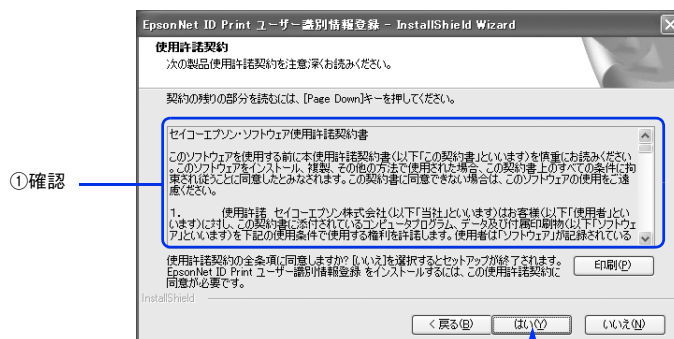 EpsonNet ID Print ユーザー識別情報登録 - InstallShield Wizard
使用許諾契約
次の製品使用許諾契約を注意深くお読みください。
契約の残りの部分を読むには、[Page Down]キーを押してください。
セイコーエプソン・ソフトウェア使用許諾契約書
このソフトウェアを使用する前に本使用許諾契約書(以下「この契約書」といいます)を慎重にお読みください
。このソフトウェアをインストール、複製、その他の方法で使用された場合、この契約書上のすべての条件に拘
束され従うことに同意したとみなされます。この契約書に同意できない場合は、このソフトウェアの使用をご遠
慮ください。
1. 使用許諾 セイコーエプソン株式会社(以下「当社」といいます)はお客様(以下「使用者」とい
います)に対し、この契約書に添付されているコンピュータプログラム、データ及び付属印刷物(以下「ソフトウェ
ア」といいます)を下記の使用条件で使用する権利を許諾します。使用者は「ソフトウェア」が記録されている
①確認
使用許諾契約の全条項に同意しますか? [いいえ]を選択するとセットアップが終了されます。
EpsonNet ID Print ユーザー識別情報登録 をインストールするには、この使用許諾契約に
同意が必要です。
印刷(P)
InstallShield
< 戻る(B)
はい(Y)
いいえ(N)